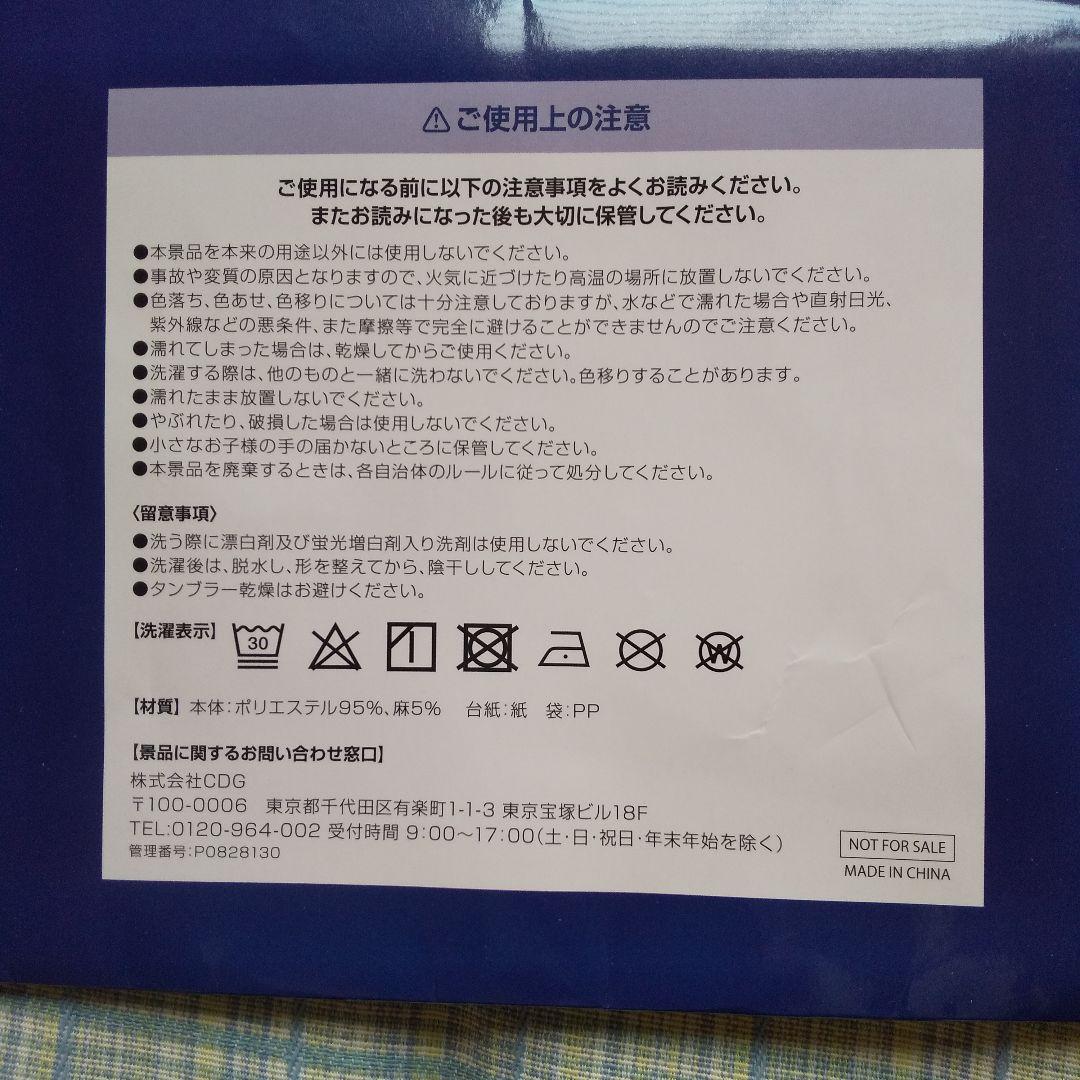 ⚠ご使用上の注意
ご使用になる前に以下の注意事項をよくお読みください。
またお読みになった後も大切に保管してください。
●本景品を本来の用途以外には使用しないでください。
●事故や変質の原因となりますので、火気に近づけたり高温の場所に放置しないでください。
●色落ち、色あせ、色移りについては十分注意しておりますが、水などで濡れた場合や直射日光、
紫外線などの悪条件、また摩擦等で完全に避けることができませんのでご注意ください。
●濡れてしまった場合は、乾燥してからご使用ください。
●洗濯する際は、他のものと一緒に洗わないでください。色移りすることがあります。
●濡れたまま放置しないでください。
●やぶれたり、破損した場合は使用しないでください。
●小さなお子様の手の届かないところに保管してください。
●本景品を廃棄するときは、各自治体のルールに従って処分してください。
〈留意事項〉
●洗う際に漂白剤及び蛍光増白剤入り洗剤は使用しないでください。
●洗濯後は、脱水し、形を整えてから、陰干ししてください。
●タンブラー乾燥はお避けください。
【洗濯表示】 30 W
【材質】本体:ポリエステル95%、麻5% 台紙:紙 袋:PP
【景品に関するお問い合わせ窓口】
株式会社CDG
〒100-0006 東京都千代田区有楽町1-1-3 東京宝塚ビル18F
TEL:0120-964-002 受付時間 9:00〜17:00(土・日・祝日・年末年始を除く)
管理番号:P0828130
NOT FOR SALE
MADE IN CHINA